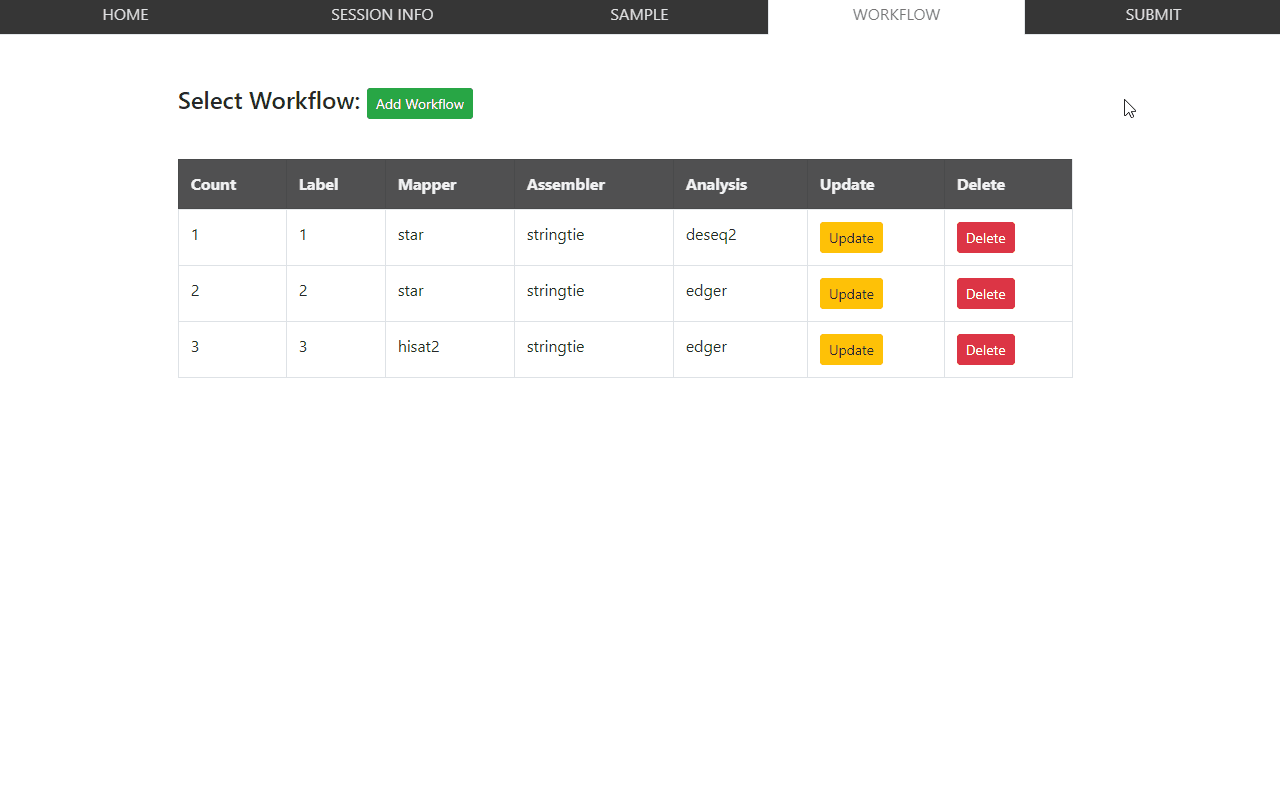 HOME SESSION INFO SAMPLE WORKFLOW SUBMIT
Select Workflow: Add Workflow
Count Label Mapper Assembler Analysis Update Delete
1 1 star stringtie deseq2 Update Delete
2 2 star stringtie edger Update Delete
3 3 hisat2 stringtie edger Update Delete